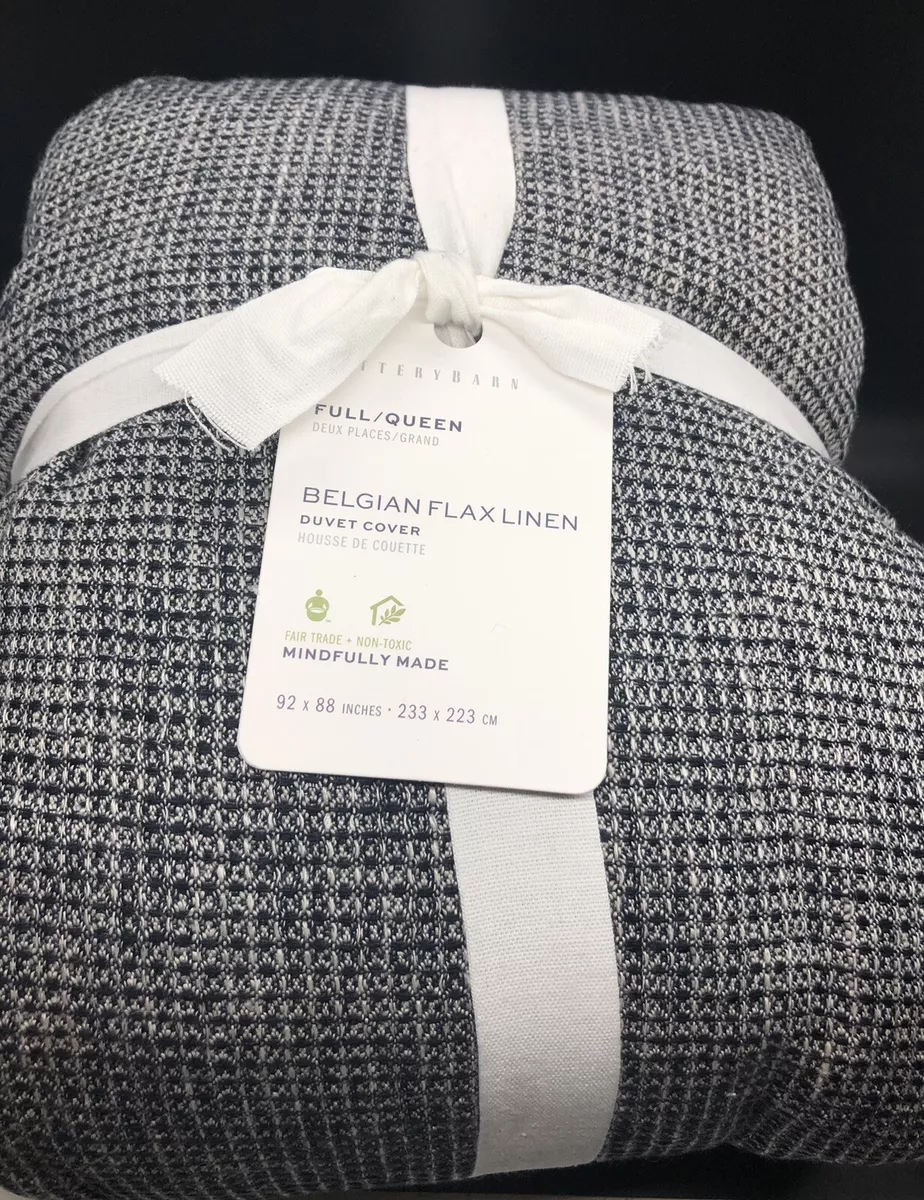 TTERYBARN
FULL/QUEEN
DEUX PLACES/GRAND
BELGIAN FLAX LINEN
DUVET COVER
HOUSSE DE COUETTE
FAIR TRADE + NON-TOXIC
MINDFULLY MADE
92 x 88 INCHES · 233 x 223 CM